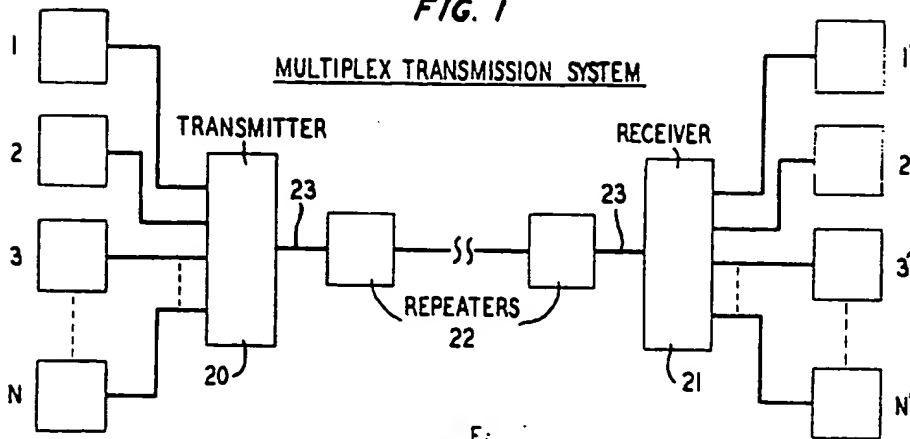 FIG. 1
MULTIPLEX TRANSMISSION SYSTEM
1
2
3
N
TRANSMITTER
20
23
REPEATERS
22
23
RECEIVER
21
1'
2'
3'
N'